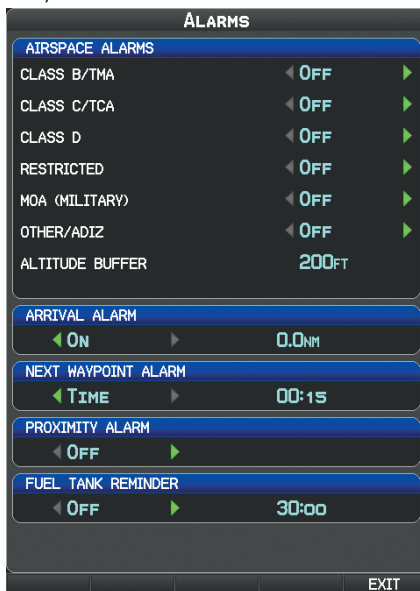 ALARMS
AIRSPACE ALARMS
CLASS B/TMA OFF
CLASS C/TCA OFF
CLASS D OFF
RESTRICTED OFF
MOA (MILITARY) OFF
OTHER/ADIZ OFF
ALTITUDE BUFFER 200FT
ARRIVAL ALARM
ON 0.0NM
NEXT WAYPOINT ALARM
TIME 00:15
PROXIMITY ALARM
OFF
FUEL TANK REMINDER
OFF 30:00
EXIT